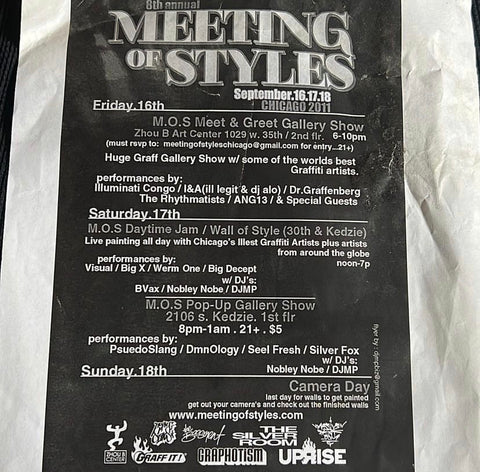 8th annual
MEETING
OF STYLES
September.16.17.18
CHICAGO 2011
Friday.16th
M.O.S Meet & Greet Gallery Show
Zhou B Art Center 1029 w. 35th / 2nd flr. 6-10pm
(must rsvp to: meetingofstyleschicago@gmail.com for entry...21+)
Huge Graff Gallery Show w/ some of the worlds best
Graffiti artists.
performances by:
Illuminati Congo / I&A(ill legit & dj alo) / Dr.Graffenberg
The Rhythmatists / ANG13 / & Special Guests
Saturday.17th
M.O.S Daytime Jam / Wall of Style (30th & Kedzie)
Live painting all day with Chicago's Illest Graffiti Artists plus artists
from around the globe
noon-7p
performances by:
Visual / Big X / Werm One / Big Decept
w/ DJ's:
BVax / Nobley Nobe / DJMP
M.O.S Pop-Up Gallery Show
2106 s. Kedzie. 1st flr
8pm-1am . 21+ . $5
performances by:
PsuedoSlang / DmnOlogy / Seel Fresh / Silver Fox
w/ DJ's:
Nobley Nobe / DJMP
Sunday.18th
Camera Day
last day for walls to get painted
get out your camera's and check out the finished walls
www.meetingofstyles.com
ZHOU B
CENTER
GRAFF IT!
the Basement
GRAPHOTISM
THE
SILVER
ROOM
UPRISE